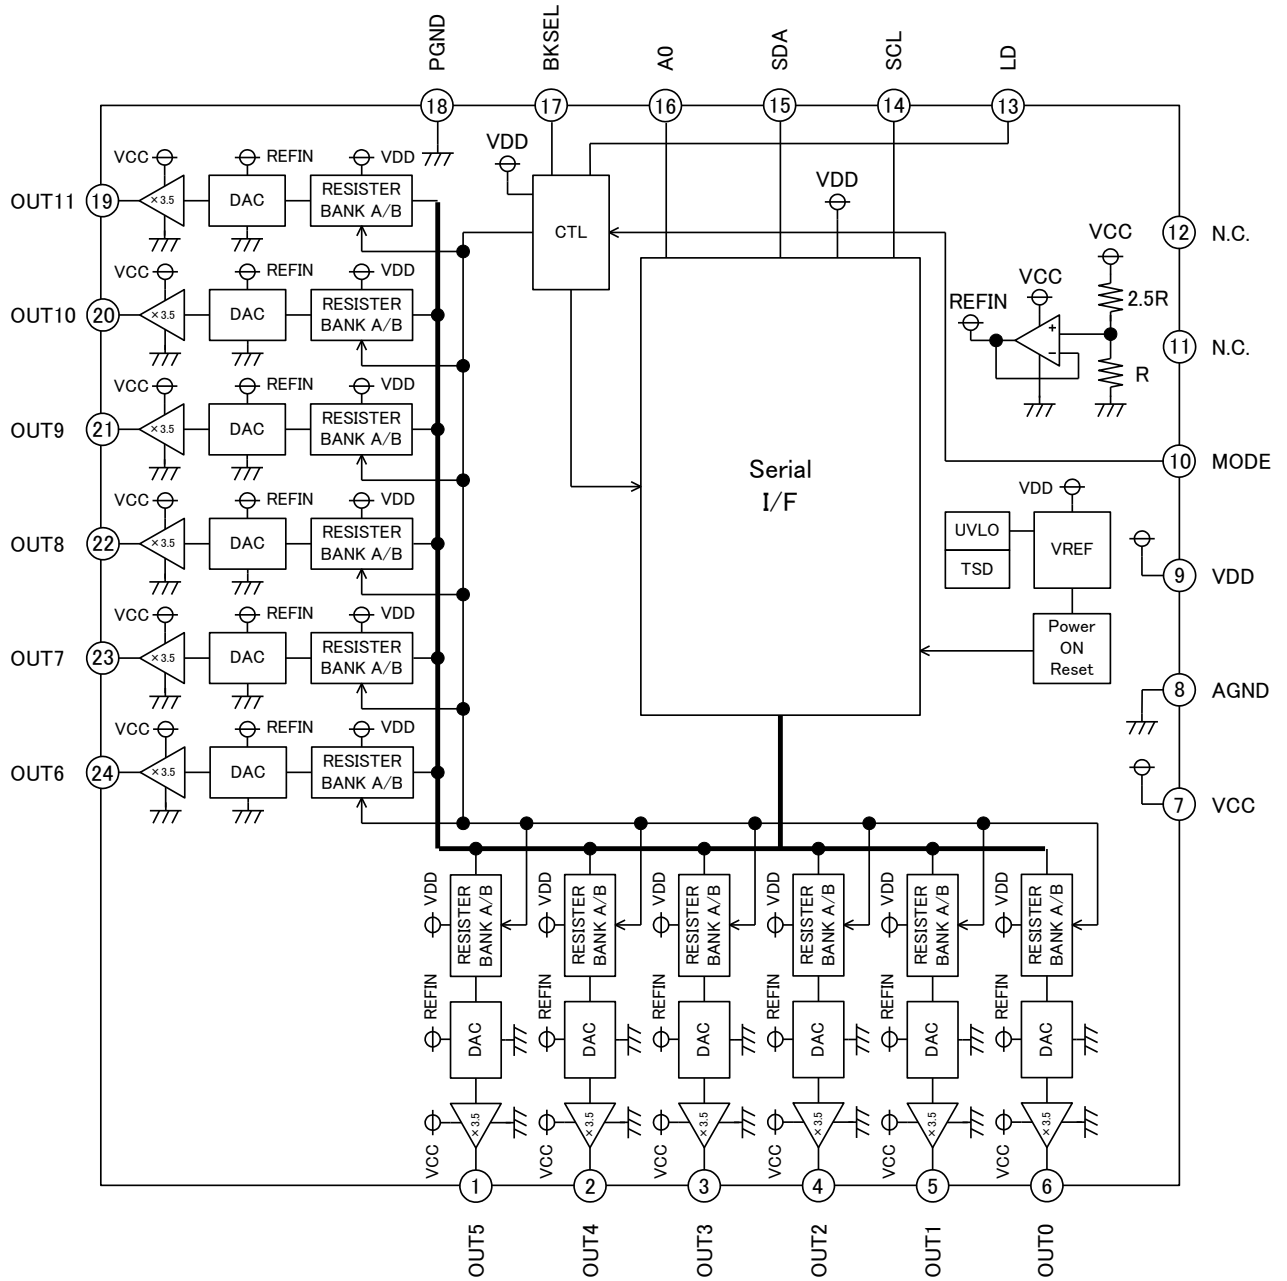 PGND
BKSEL
A0
SDA
SCL
LD
18
17
16
15
14
13
VCC REFIN VDD
OUT11 19 ×3.5 DAC RESISTER BANK A/B
VCC REFIN VDD
OUT10 20 ×3.5 DAC RESISTER BANK A/B
VCC REFIN VDD
OUT9 21 ×3.5 DAC RESISTER BANK A/B
VCC REFIN VDD
OUT8 22 ×3.5 DAC RESISTER BANK A/B
VCC REFIN VDD
OUT7 23 ×3.5 DAC RESISTER BANK A/B
VCC REFIN VDD
OUT6 24 ×3.5 DAC RESISTER BANK A/B
VDD
CTL
VDD
Serial
I/F
VCC
2.5R
VCC
REFIN
+
−
R
VDD
UVLO
TSD
VREF
Power
ON
Reset
12 N.C.
11 N.C.
10 MODE
9 VDD
8 AGND
7 VCC
VDD RESISTER BANK A/B
REFIN DAC
VCC ×3.5
1
OUT5
VDD RESISTER BANK A/B
REFIN DAC
VCC ×3.5
2
OUT4
VDD RESISTER BANK A/B
REFIN DAC
VCC ×3.5
3
OUT3
VDD RESISTER BANK A/B
REFIN DAC
VCC ×3.5
4
OUT2
VDD RESISTER BANK A/B
REFIN DAC
VCC ×3.5
5
OUT1
VDD RESISTER BANK A/B
REFIN DAC
VCC ×3.5
6
OUT0